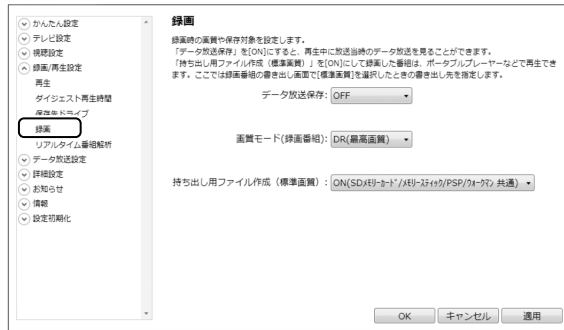 かんたん設定
テレビ設定
視聴設定
録画/再生設定
再生
ダイジェスト再生時間
保存先ドライブ
録画
リアルタイム番組解析
データ放送設定
詳細設定
お知らせ
情報
設定初期化
録画
録画時の画質や保存対象を設定します。
「データ放送保存」を[ON]にすると、再生中に放送当時のデータ放送を見ることができます。
「持ち出し用ファイル作成（標準画質）」を[ON]にして録画した番組は、ポータブルプレーヤーなどで再生でき
ます。ここでは録画番組の書き出し画面で[標準画質]を選択したときの書き出し先を指定します。
データ放送保存: OFF
画質モード(録画番組): DR(最高画質)
持ち出し用ファイル作成（標準画質）: ON(SDﾒﾓﾘｰｶｰﾄﾞ/ﾒﾓﾘｰｽﾃｨｯｸ/PSP/ｳｫｰｸﾏﾝ 共通)
OK キャンセル 適用